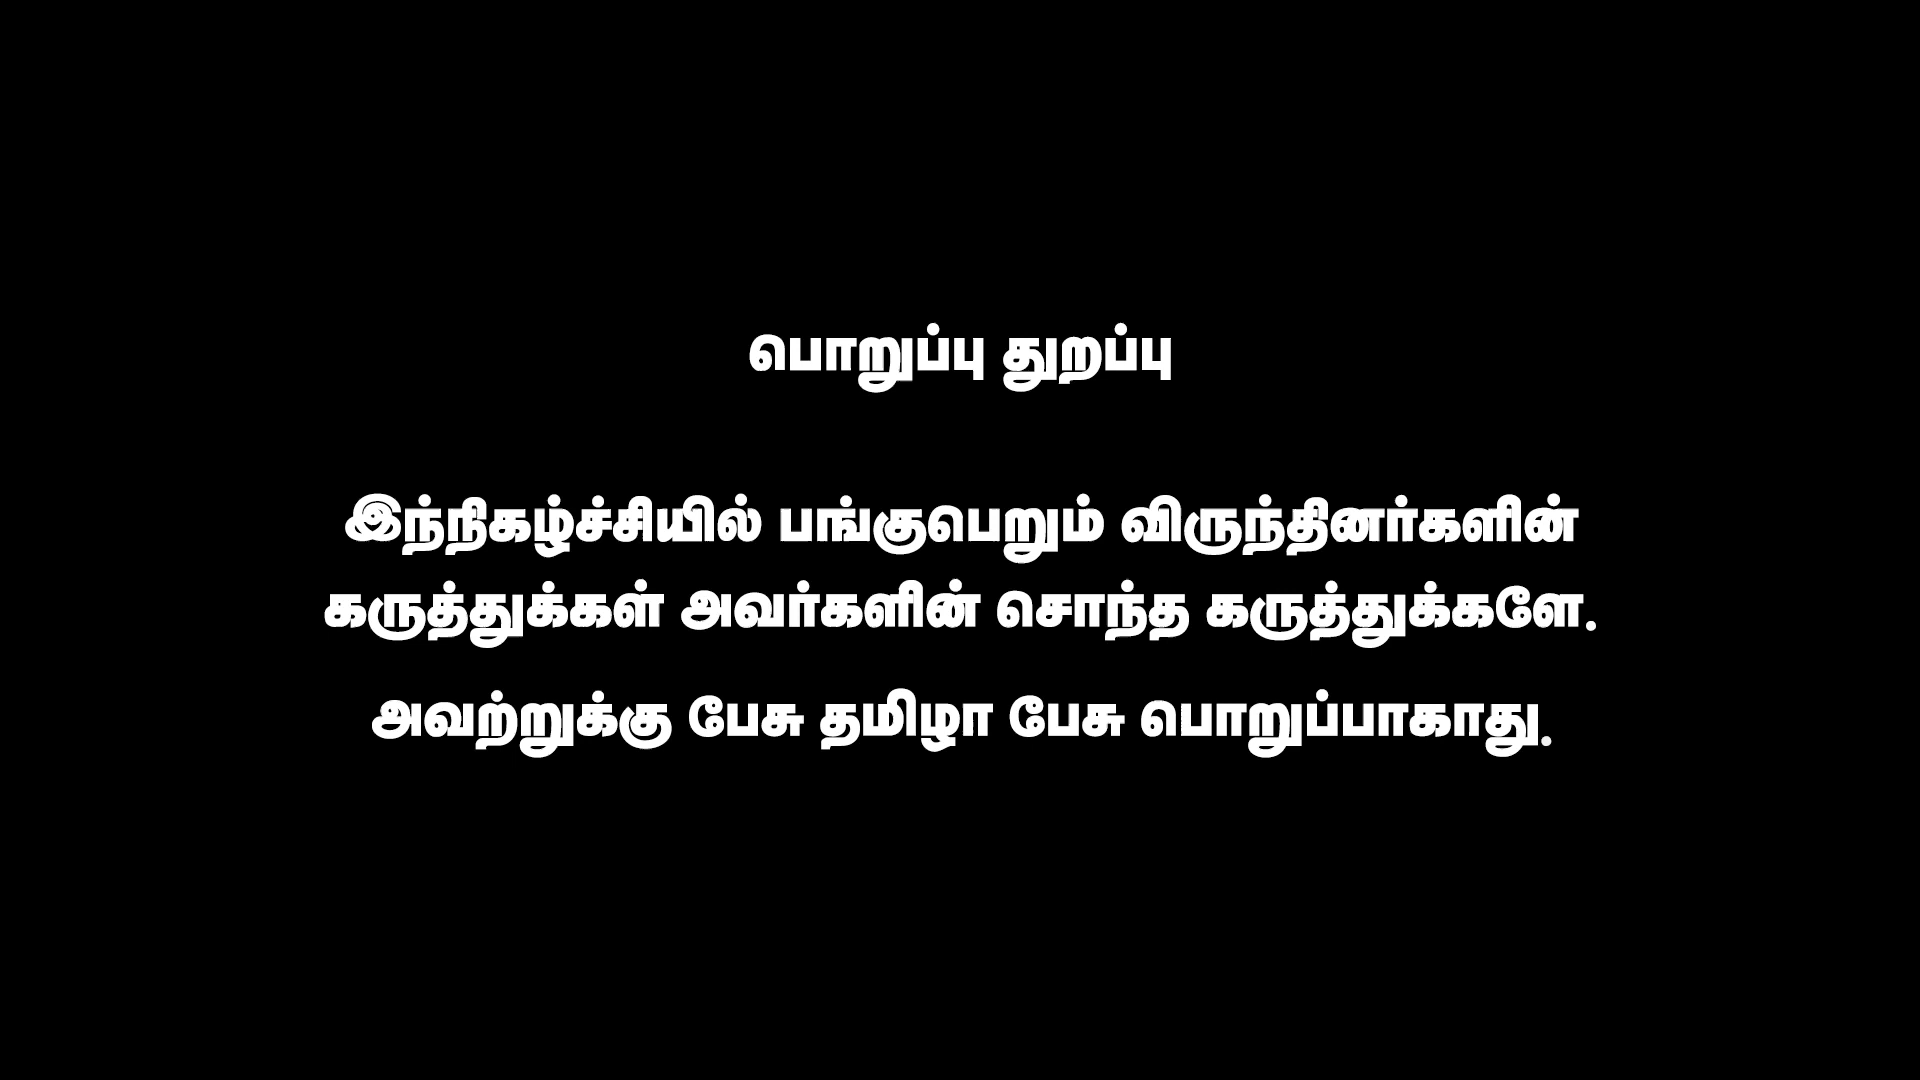 பொறுப்பு துறப்பு
இந்நிகழ்ச்சியில் பங்குபெறும் விருந்தினர்களின்
கருத்துக்கள் அவர்களின் சொந்த கருத்துக்களே.
அவற்றுக்கு பேசு தமிழா பேசு பொறுப்பாகாது.